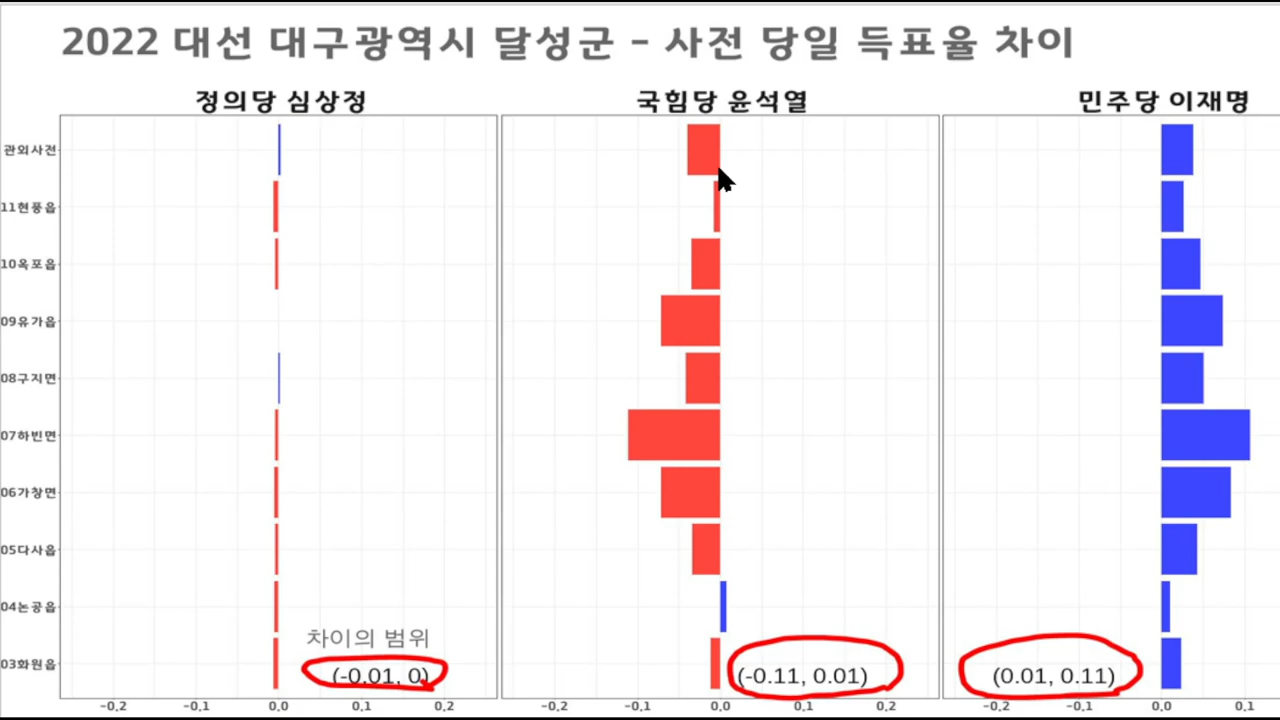 2022 대선 대구광역시 달성군 - 사전 당일 득표율 차이
정의당 심상정
국힘당 윤석열
민주당 이재명
관외사전
11현풍읍
10옥포읍
09유가읍
08구지면
07하빈면
06가창면
05다사읍
04논공읍
03화원읍
차이의 범위
(-0.01, 0)
(-0.11, 0.01)
(0.01, 0.11)
-0.2 -0.1 0.0 0.1 0.2
-0.2 -0.1 0.0 0.1 0.2
-0.2 -0.1 0.0 0.1